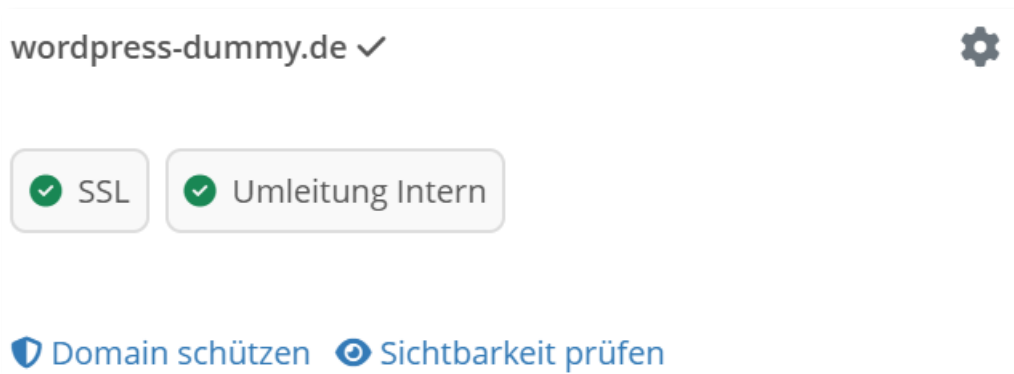 wordpress-dummy.de
SSL
Umleitung Intern
Domain schützen
Sichtbarkeit prüfen